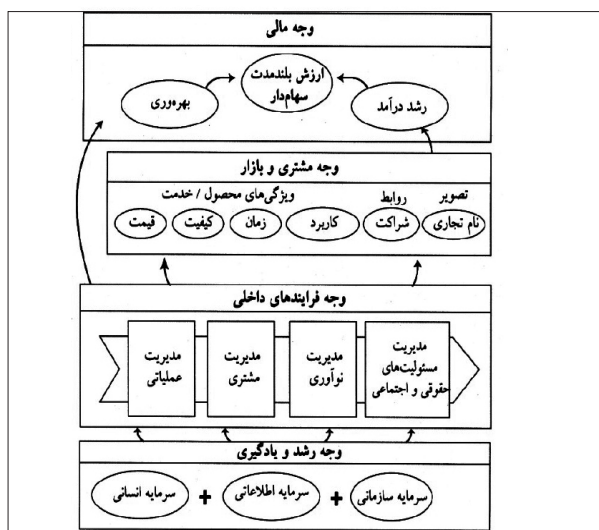 وجه مالی
ارزش بلندمدت
سهام‌دار
رشد درآمد
بهره‌وری
وجه مشتری و بازار
تصویر
روابط
ویژگی‌های محصول / خدمت
نام تجاری
شراکت
کاربرد
زمان
کیفیت
قیمت
وجه فرایندهای داخلی
مدیریت
مسئولیت‌های
حقوقی و اجتماعی
مدیریت
نوآوری
مدیریت
مشتری
مدیریت
عملیاتی
وجه رشد و یادگیری
سرمایه سازمانی + سرمایه اطلاعاتی + سرمایه انسانی